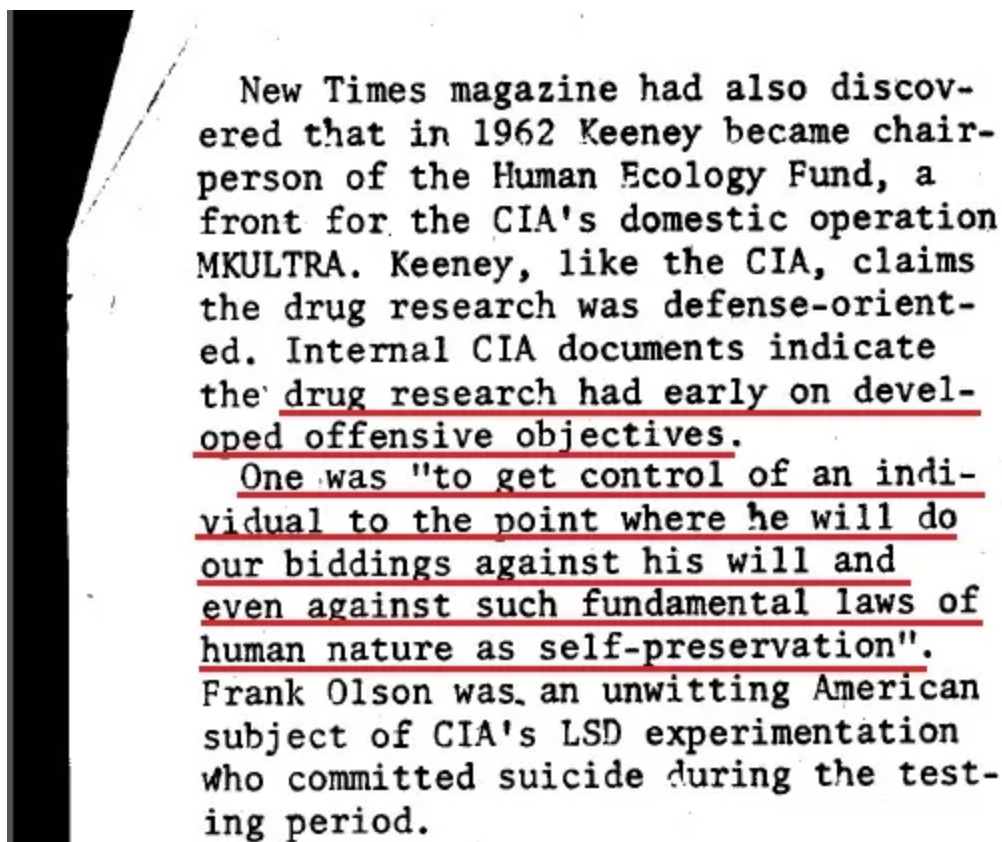 New Times magazine had also discov-
ered that in 1962 Keeney became chair-
person of the Human Ecology Fund, a
front for the CIA's domestic operation
MKULTRA. Keeney, like the CIA, claims
the drug research was defense-orient-
ed. Internal CIA documents indicate
the drug research had early on devel-
oped offensive objectives.
One was "to get control of an indi-
vidual to the point where he will do
our biddings against his will and
even against such fundamental laws of
human nature as self-preservation".
Frank Olson was an unwitting American
subject of CIA's LSD experimentation
who committed suicide during the test-
ing period.